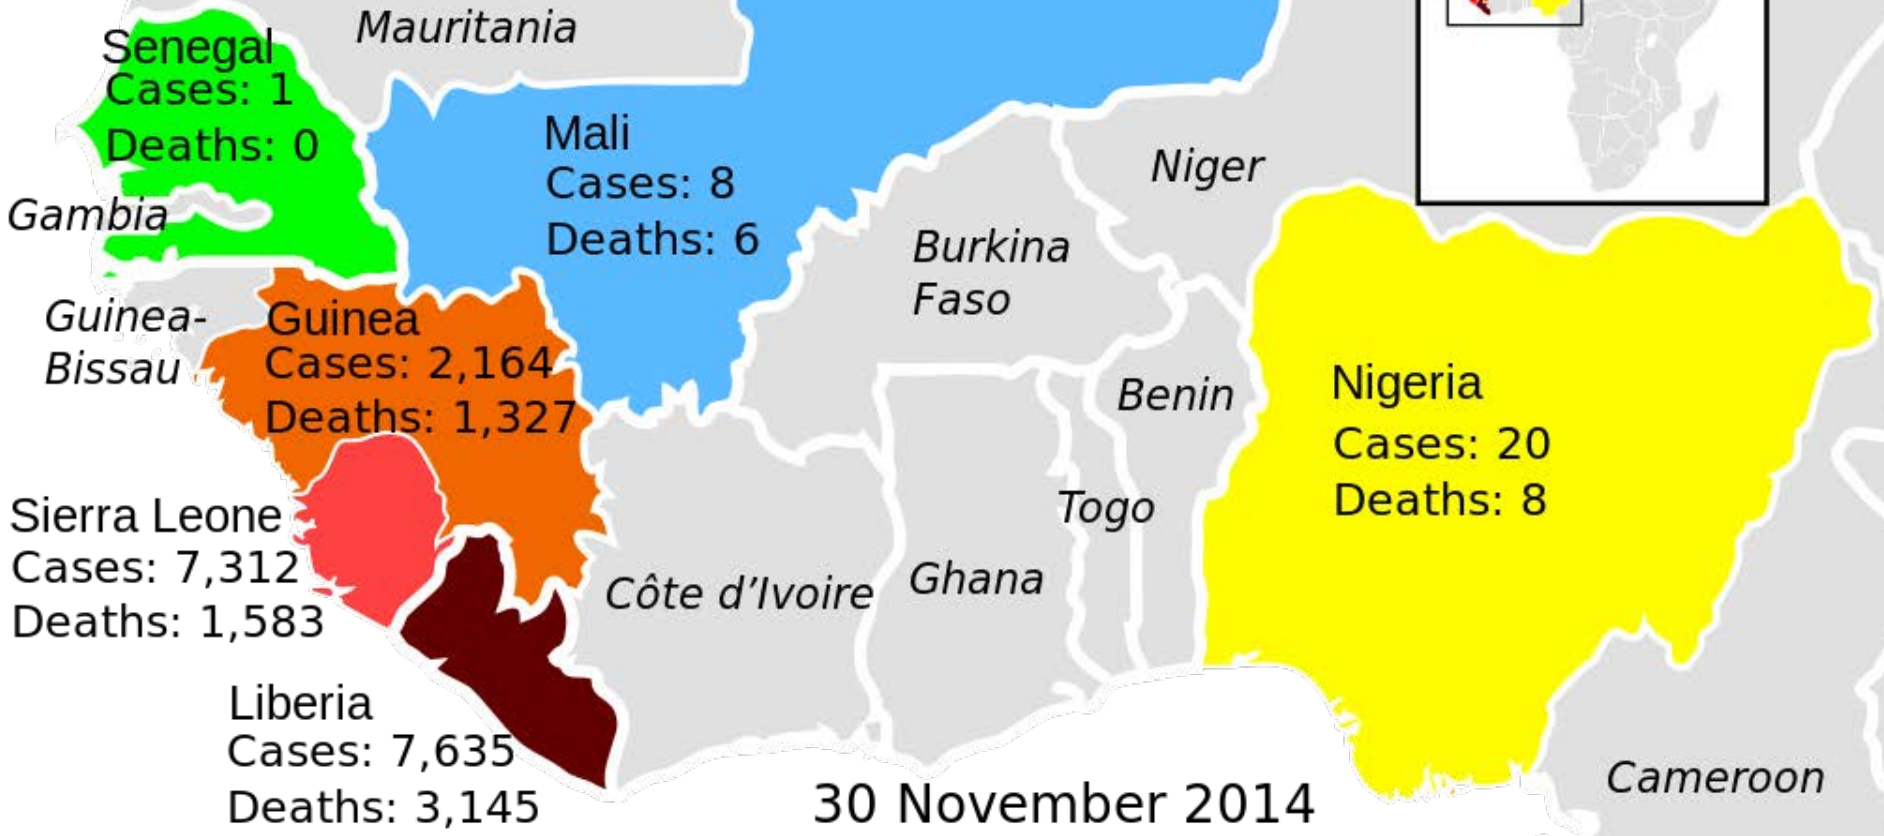 Mauritania
Senegal
Cases: 1
Deaths: 0
Mali
Cases: 8
Deaths: 6
Niger
Gambia
Burkina
Faso
Guinea-
Bissau
Guinea
Cases: 2,164
Deaths: 1,327
Benin
Nigeria
Cases: 20
Deaths: 8
Sierra Leone
Cases: 7,312
Deaths: 1,583
Togo
Côte d’Ivoire
Ghana
Liberia
Cases: 7,635
Deaths: 3,145
30 November 2014
Cameroon